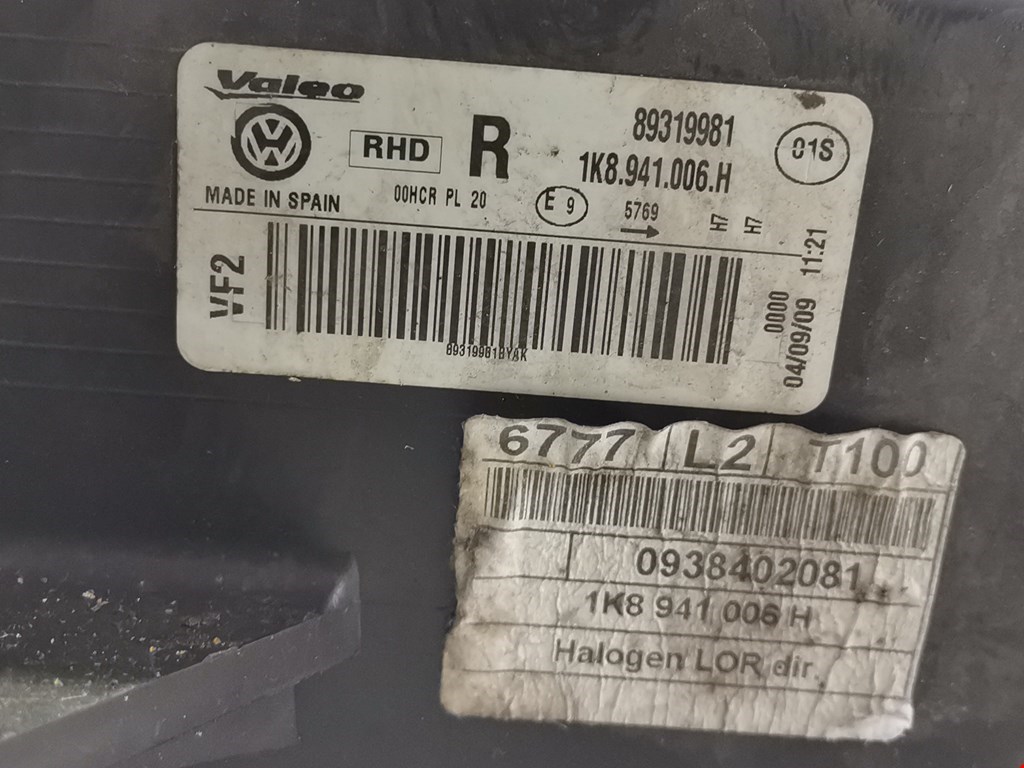 Valeo
89319981
01S
RHD
R
1K8.941.006.H
MADE IN SPAIN
00HCR PL 20
E 9
5769
H7
H7
VF2
0000
04/09/09 11:21
6777 L2 T100
0938402081
1K8 941 006 H
Halogen LOR dir.